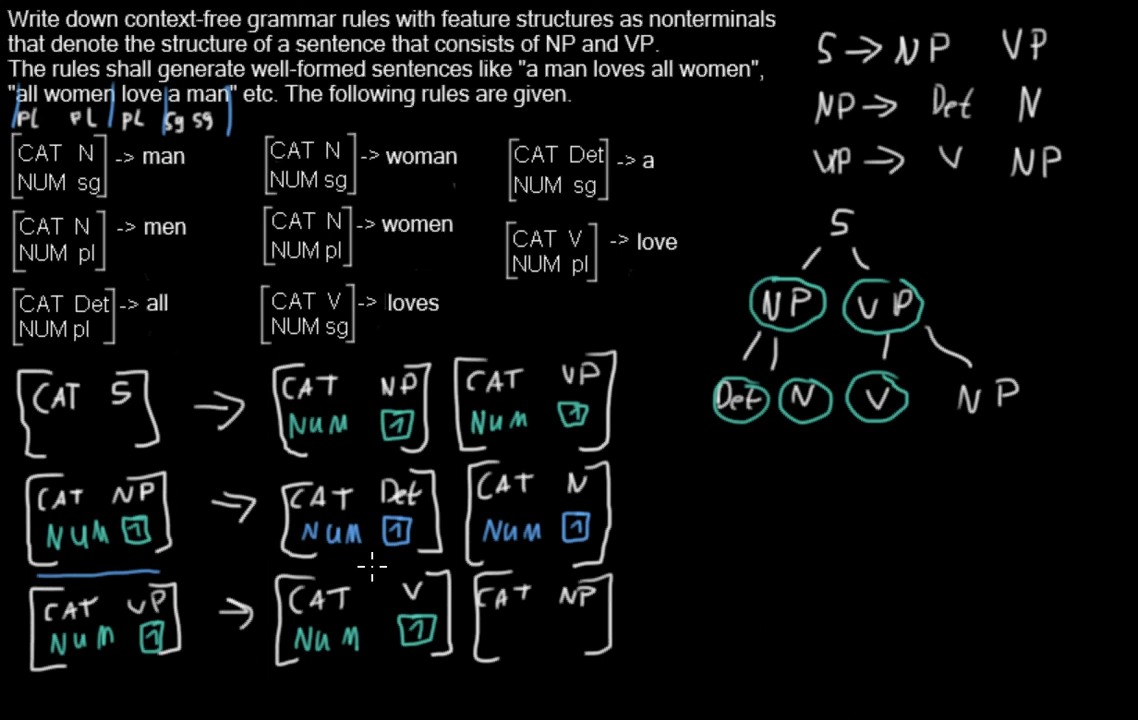 Write down context-free grammar rules with feature structures as nonterminals
that denote the structure of a sentence that consists of NP and VP.
The rules shall generate well-formed sentences like "a man loves all women",
"all women love a man" etc. The following rules are given.
pl pl pl sg sg
[CAT N
NUM sg] -> man
[CAT N
NUM sg] -> woman
[CAT Det
NUM sg] -> a
[CAT N
NUM pl] -> men
[CAT N
NUM pl] -> women
[CAT V
NUM pl] -> love
[CAT Det
NUM pl] -> all
[CAT V
NUM sg] -> loves
[CAT S] → [CAT NP
NUM 1] [CAT VP
NUM 1]
[CAT NP
NUM 1] → [CAT Det
NUM 1] [CAT N
NUM 1]
[CAT VP
NUM 1] → [CAT V
NUM 1] [CAT NP]
S → NP VP
NP → Det N
VP → V NP
S
NP VP
Det N V NP